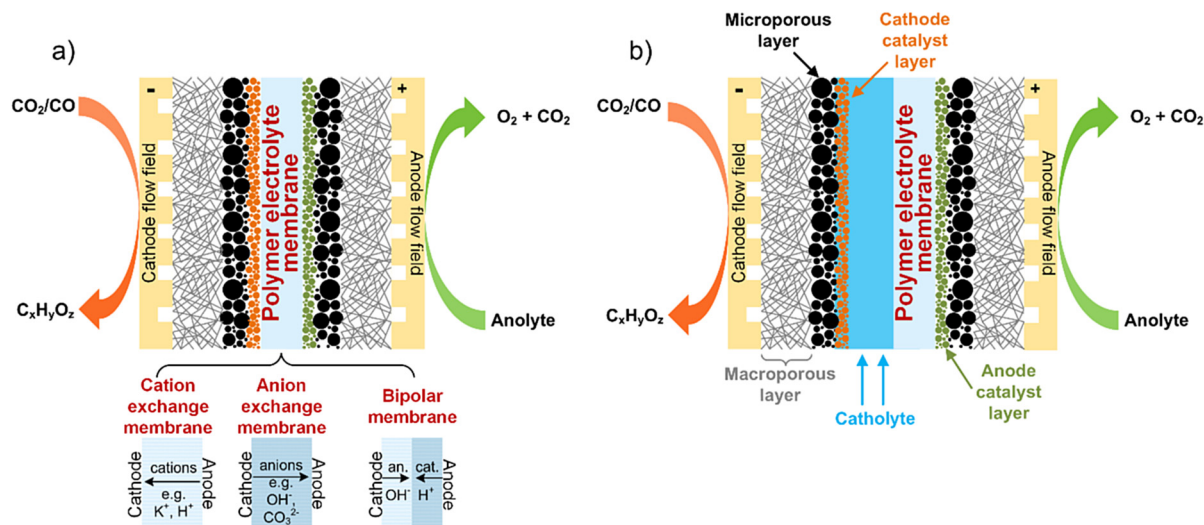 a)
CO₂/CO
CₓHᵧO_z
-
Cathode flow field
Polymer electrolyte
membrane
+
Anode flow field
O₂ + CO₂
Anolyte
Cation
exchange
membrane
Anion
exchange
membrane
Bipolar
membrane
Cathode
cations
e.g.
K⁺, H⁺
Anode
Cathode
anions
e.g.
OH⁻,
CO₃²⁻
Anode
Cathode
an.
OH⁻
cat.
H⁺
Anode
b)
Microporous
layer
Cathode
catalyst
layer
CO₂/CO
CₓHᵧO_z
-
Cathode flow field
Polymer electrolyte
membrane
+
Anode flow field
O₂ + CO₂
Anolyte
Macroporous
layer
Catholyte
Anode
catalyst
layer